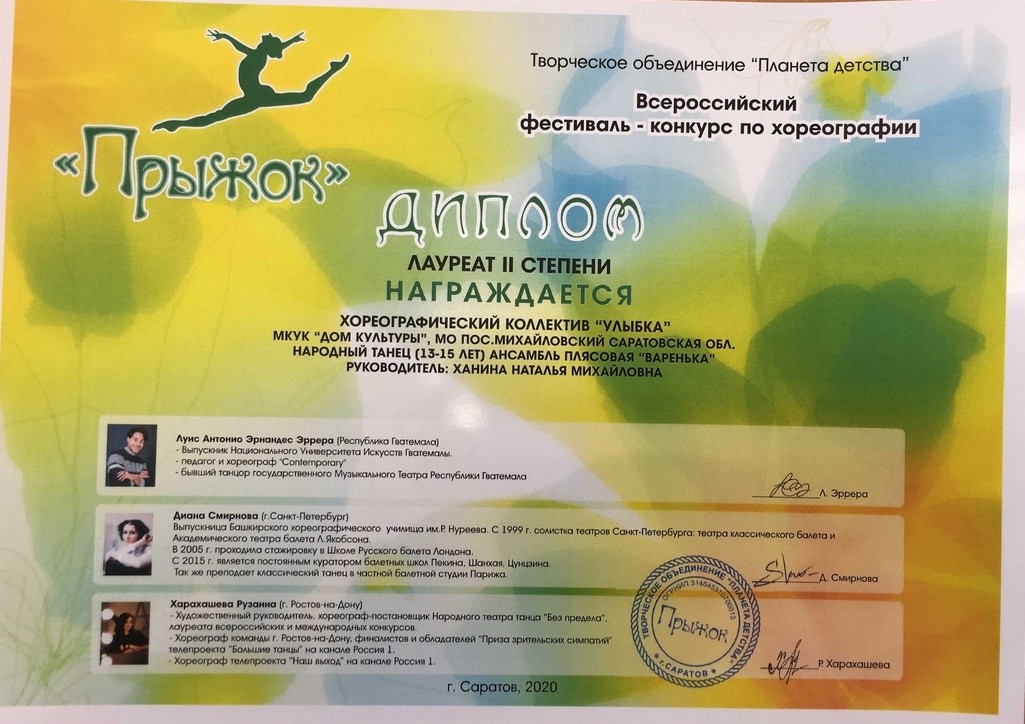 Творческое объединение "Планета детства"
Всероссийский
фестиваль - конкурс по хореографии
«Прыжок»
ДИПЛОМ
ЛАУРЕАТ II СТЕПЕНИ
НАГРАЖДАЕТСЯ
ХОРЕОГРАФИЧЕСКИЙ КОЛЛЕКТИВ "УЛЫБКА"
МКУК "ДОМ КУЛЬТУРЫ", МО ПОС.МИХАЙЛОВСКИЙ САРАТОВСКАЯ ОБЛ.
НАРОДНЫЙ ТАНЕЦ (13-15 ЛЕТ) АНСАМБЛЬ ПЛЯСОВАЯ "ВАРЕНЬКА"
РУКОВОДИТЕЛЬ: ХАНИНА НАТАЛЬЯ МИХАЙЛОВНА
Луис Антонио Эрнандес Эррера (Республика Гватемала)
- Выпускник Национального Университета Искусств Гватемалы.
- педагог и хореограф "Contemporary"
- бывший танцор государственного Музыкального Театра Республики Гватемала
Л. Эррера
Диана Смирнова (г.Санкт-Петербург)
Выпускница Башкирского хореографического училища им.Р. Нуреева. С 1999 г. солистка театров Санкт-Петербурга: театра классического балета и
Академического театра балета Л.Якобсона.
В 2005 г. проходила стажировку в Школе Русского балета Лондона.
С 2015 г. является постоянным куратором балетных школ Пекина, Шанхая, Цунцзина.
Так же преподает классический танец в частной балетной студии Парижа.
Д. Смирнова
Харахашева Рузанна (г. Ростов-на-Дону)
- Художественный руководитель, хореограф-постановщик Народного театра танца "Без предела",
лауреата всероссийских и международных конкурсов.
- Хореограф команды г. Ростов-на-Дону, финалистов и обладателей "Приза зрительских симпатий"
телепроекта "Большие танцы" на канале Россия 1.
- Хореограф телепроекта "Наш выход" на канале Россия 1.
Р. Харахашева
ТВОРЧЕСКОЕ ОБЪЕДИНЕНИЕ "ПЛАНЕТА ДЕТСТВА"
Прыжок
г. САРАТОВ
г. Саратов, 2020